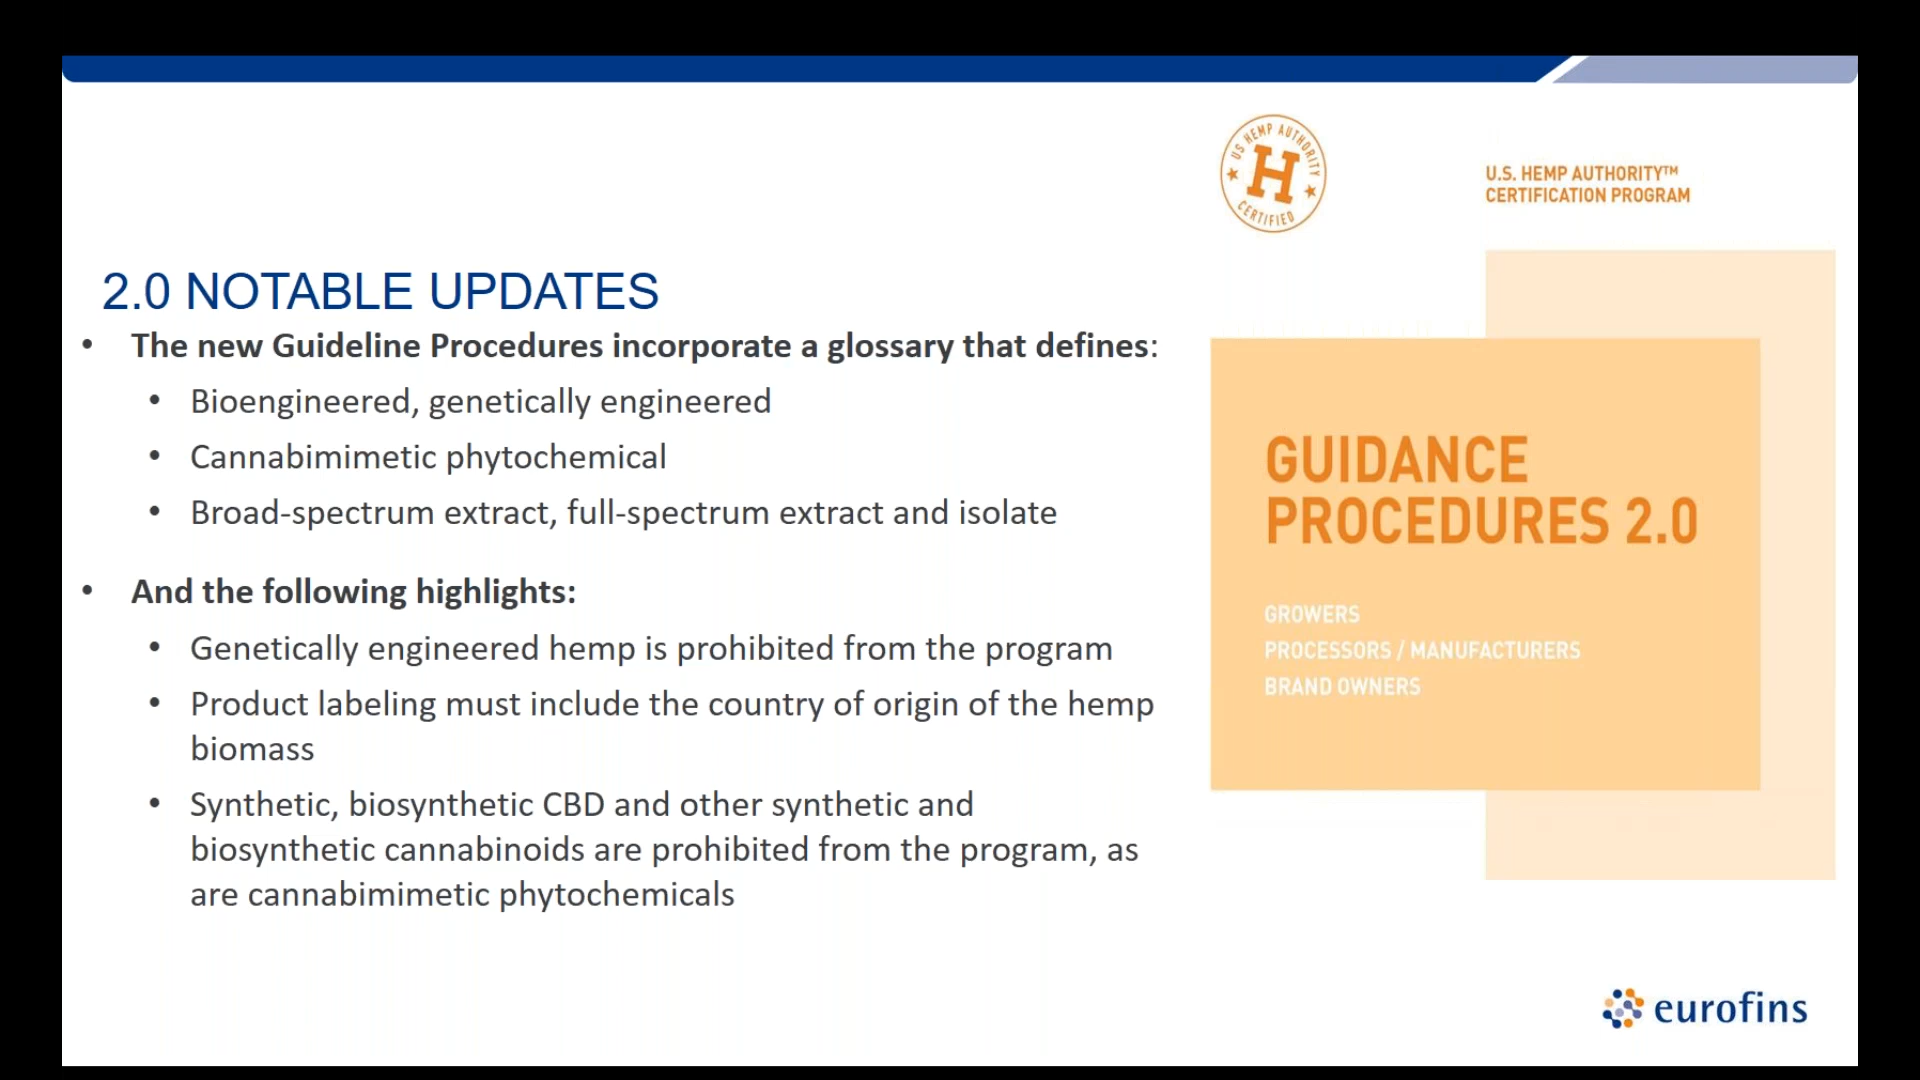 US HEMP AUTHORITY
H
CERTIFIED
U.S. HEMP AUTHORITY™
CERTIFICATION PROGRAM
2.0 NOTABLE UPDATES
• The new Guideline Procedures incorporate a glossary that defines:
• Bioengineered, genetically engineered
• Cannabimimetic phytochemical
• Broad-spectrum extract, full-spectrum extract and isolate
• And the following highlights:
• Genetically engineered hemp is prohibited from the program
• Product labeling must include the country of origin of the hemp
biomass
• Synthetic, biosynthetic CBD and other synthetic and
biosynthetic cannabinoids are prohibited from the program, as
are cannabimimetic phytochemicals
GUIDANCE
PROCEDURES 2.0
GROWERS
PROCESSORS / MANUFACTURERS
BRAND OWNERS
eurofins